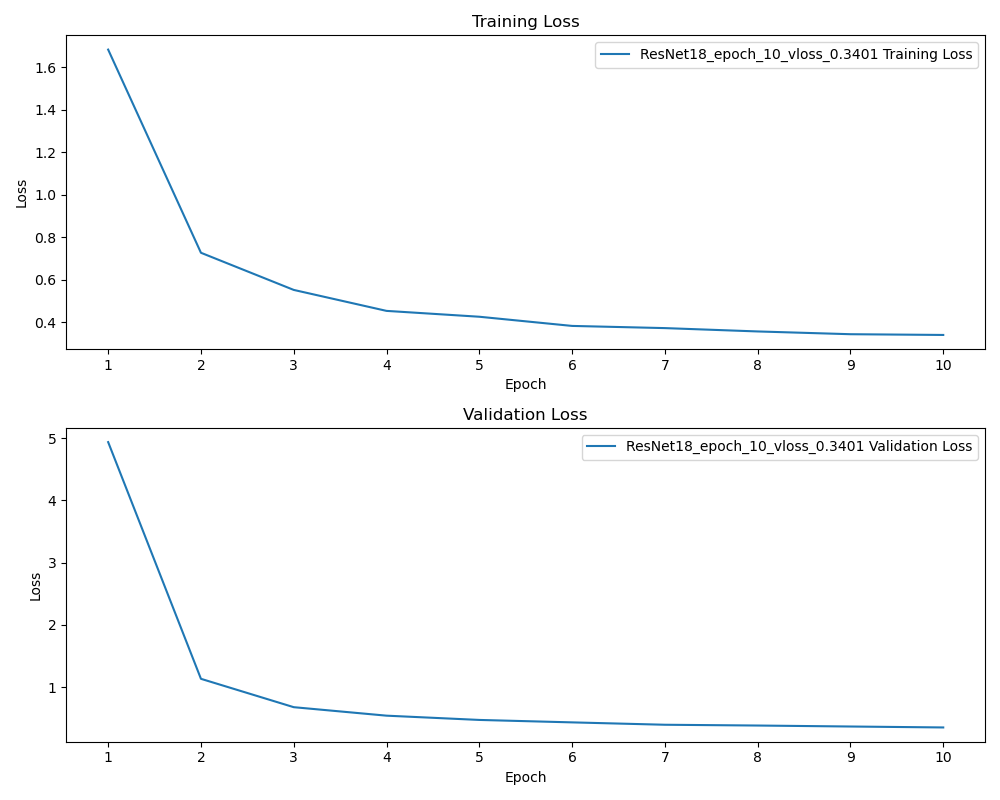 Training Loss
ResNet18_epoch_10_vloss_0.3401 Training Loss
1.6
1.4
1.2
1.0
0.8
0.6
0.4
Loss
1 2 3 4 5 6 7 8 9 10
Epoch
Validation Loss
ResNet18_epoch_10_vloss_0.3401 Validation Loss
5
4
3
2
1
Loss
1 2 3 4 5 6 7 8 9 10
Epoch